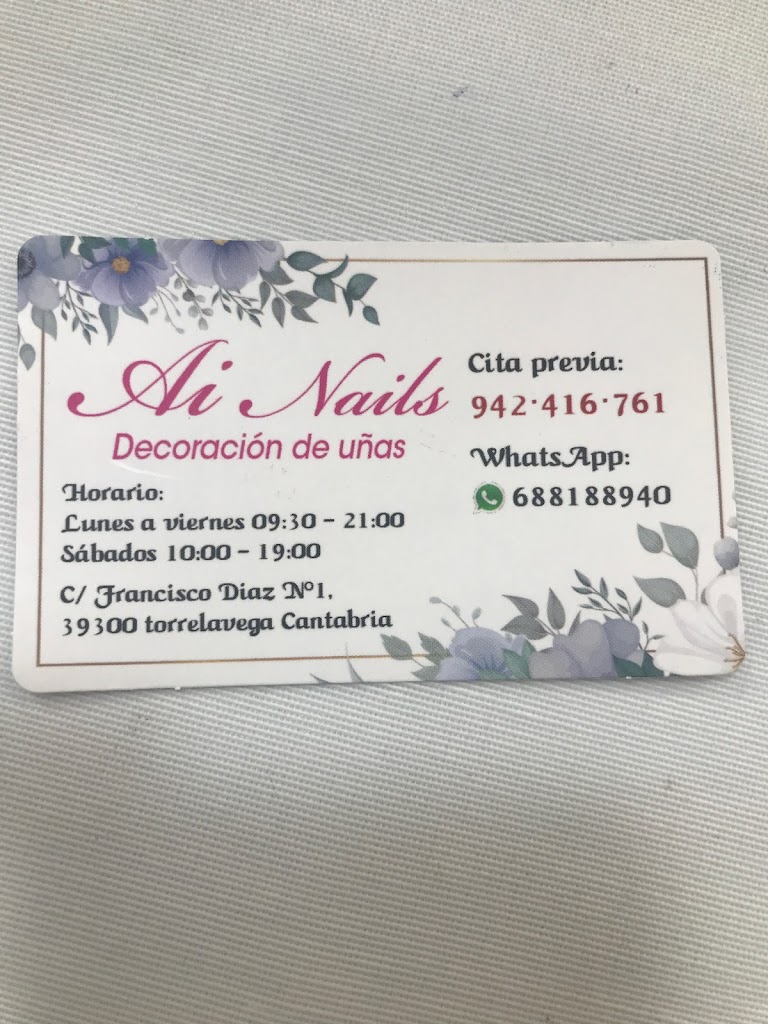 Ai Nails
Decoración de uñas
Horario:
Lunes a viernes 09:30 - 21:00
Sábados 10:00 - 19:00
C/ Francisco Diaz Nº1,
39300 torrelavega Cantabria
Cita previa:
942·416·761
WhatsApp:
688188940